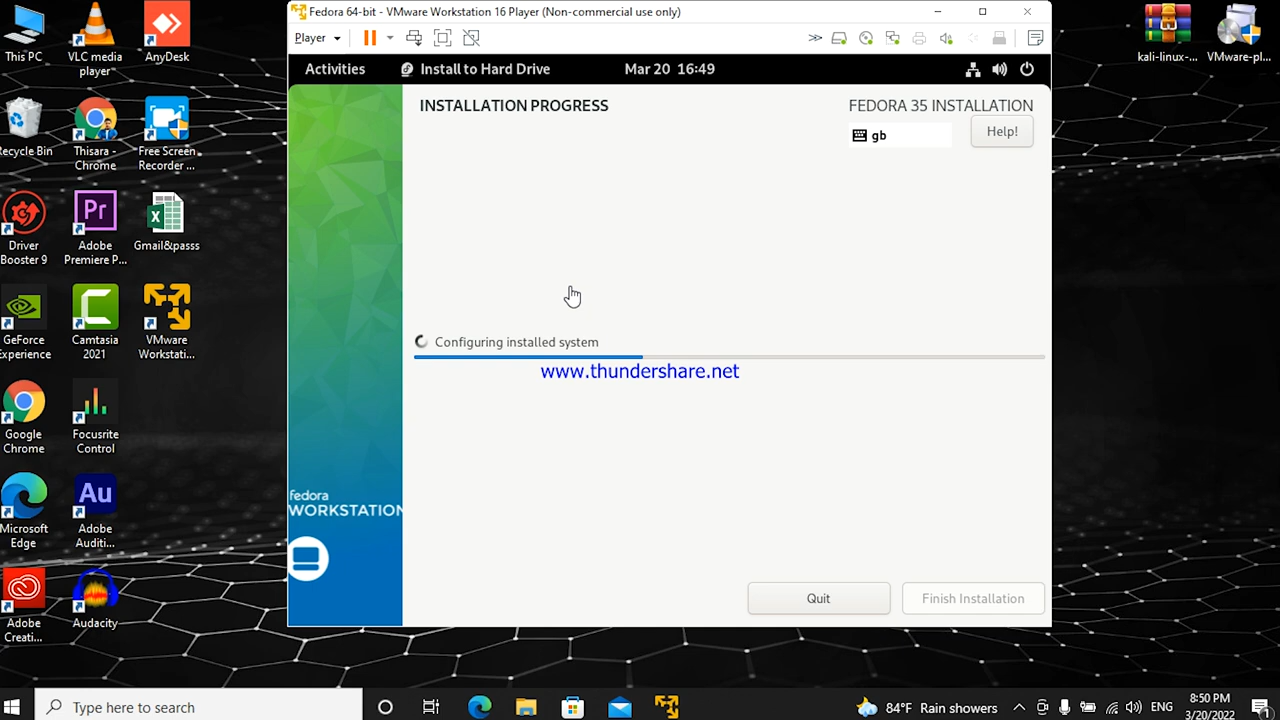 This PC
VLC media
player
AnyDesk
Recycle Bin
Thisara -
Chrome
Free Screen
Recorder ...
Driver
Booster 9
Adobe
Premiere P...
Gmail&passs
GeForce
Experience
Camtasia
2021
VMware
Workstati...
Google
Chrome
Focusrite
Control
Microsoft
Edge
Adobe
Auditi...
Adobe
Creati...
Audacity
Fedora 64-bit - VMware Workstation 16 Player (Non-commercial use only)
Player
Activities
Install to Hard Drive
Mar 20 16:49
INSTALLATION PROGRESS
FEDORA 35 INSTALLATION
gb
Help!
Configuring installed system
www.thundershare.net
fedora
WORKSTATION
Quit
Finish Installation
kali-linux-...
VMware-pl...
Type here to search
84°F Rain showers
ENG
8:50 PM
3/20/2022
1